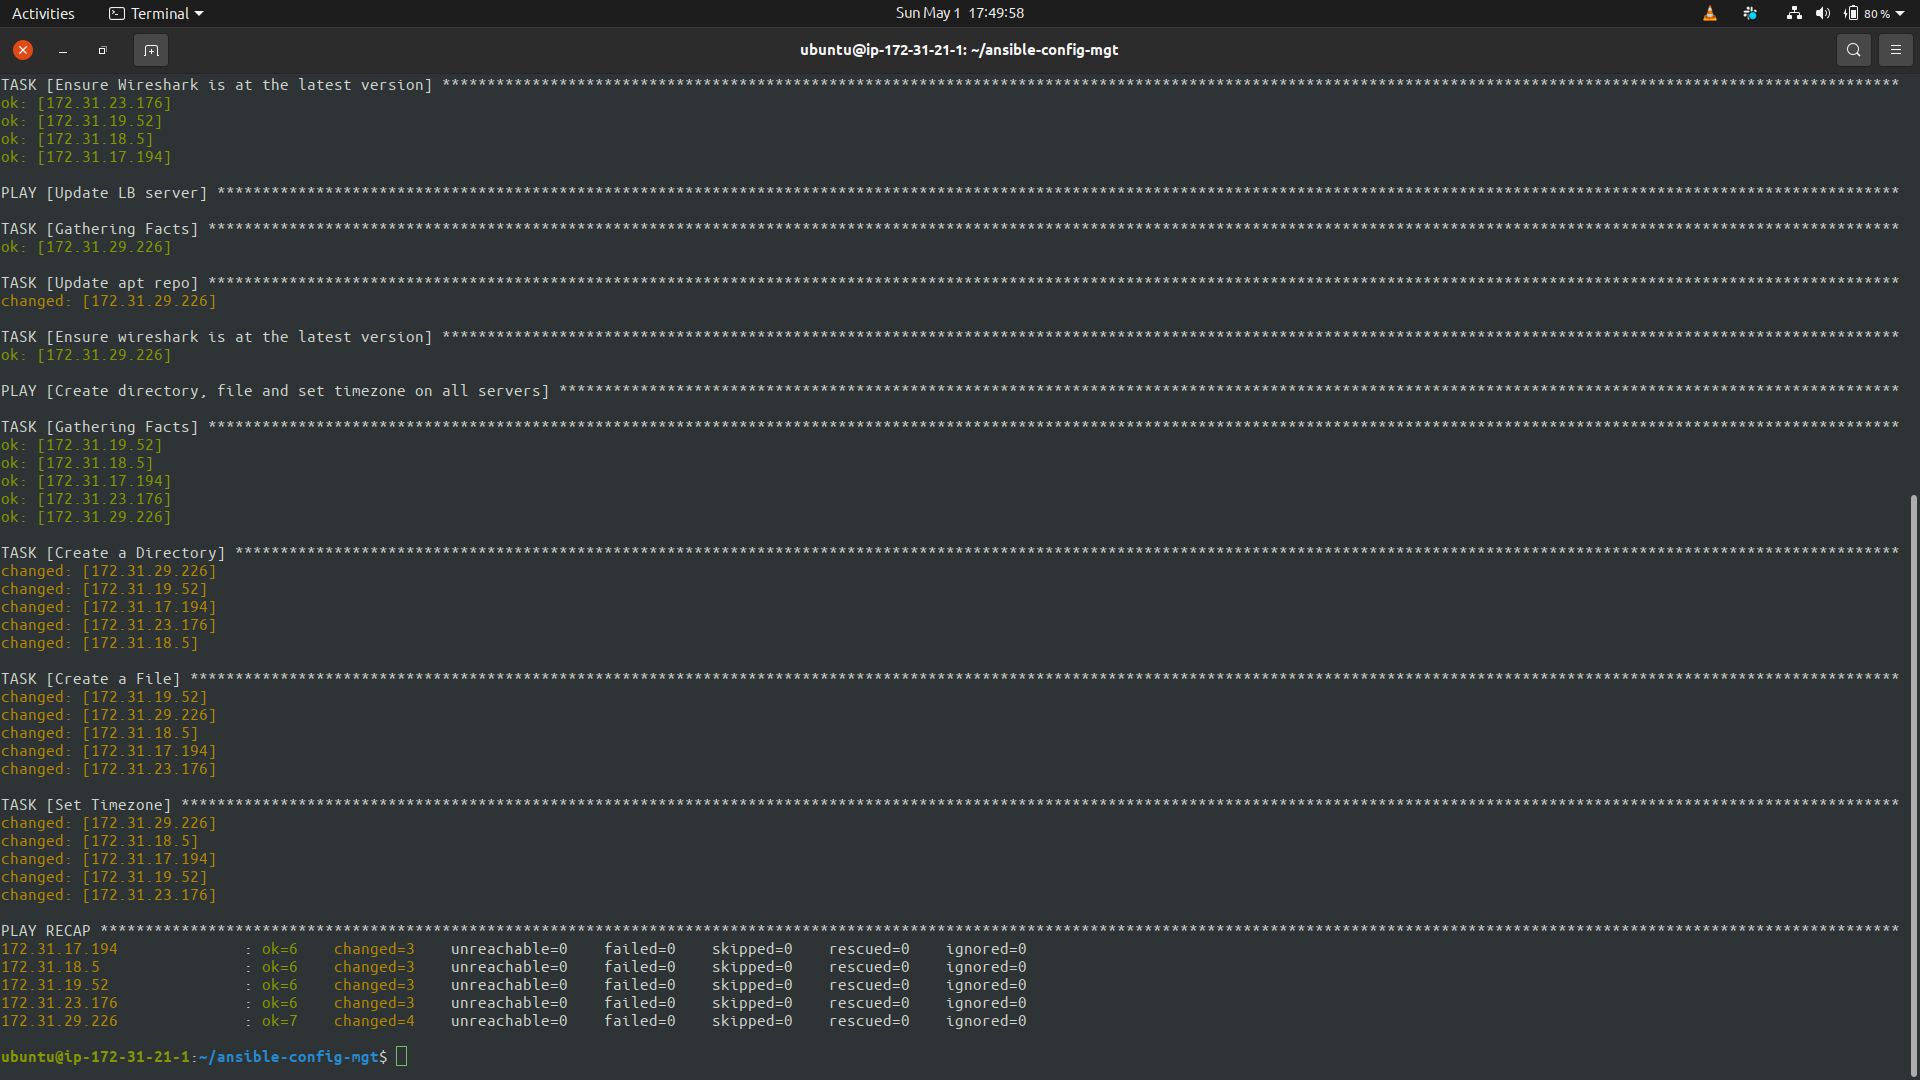 Activities Terminal Sun May 1 17:49:58 80 %
ubuntu@ip-172-31-21-1: ~/ansible-config-mgt
TASK [Ensure Wireshark is at the latest version] ******************************************************************************************************************************************************************
ok: [172.31.23.176]
ok: [172.31.19.52]
ok: [172.31.18.5]
ok: [172.31.17.194]
PLAY [Update LB server] *******************************************************************************************************************************************************************************************
TASK [Gathering Facts] ********************************************************************************************************************************************************************************************
ok: [172.31.29.226]
TASK [Update apt repo] ********************************************************************************************************************************************************************************************
changed: [172.31.29.226]
TASK [Ensure wireshark is at the latest version] ******************************************************************************************************************************************************************
ok: [172.31.29.226]
PLAY [Create directory, file and set timezone on all servers] *****************************************************************************************************************************************************
TASK [Gathering Facts] ********************************************************************************************************************************************************************************************
ok: [172.31.19.52]
ok: [172.31.18.5]
ok: [172.31.17.194]
ok: [172.31.23.176]
ok: [172.31.29.226]
TASK [Create a Directory] *****************************************************************************************************************************************************************************************
changed: [172.31.29.226]
changed: [172.31.19.52]
changed: [172.31.17.194]
changed: [172.31.23.176]
changed: [172.31.18.5]
TASK [Create a File] **********************************************************************************************************************************************************************************************
changed: [172.31.19.52]
changed: [172.31.29.226]
changed: [172.31.18.5]
changed: [172.31.17.194]
changed: [172.31.23.176]
TASK [Set Timezone] ***********************************************************************************************************************************************************************************************
changed: [172.31.29.226]
changed: [172.31.18.5]
changed: [172.31.17.194]
changed: [172.31.19.52]
changed: [172.31.23.176]
PLAY RECAP ********************************************************************************************************************************************************************************************************
172.31.17.194 : ok=6 changed=3 unreachable=0 failed=0 skipped=0 rescued=0 ignored=0
172.31.18.5 : ok=6 changed=3 unreachable=0 failed=0 skipped=0 rescued=0 ignored=0
172.31.19.52 : ok=6 changed=3 unreachable=0 failed=0 skipped=0 rescued=0 ignored=0
172.31.23.176 : ok=6 changed=3 unreachable=0 failed=0 skipped=0 rescued=0 ignored=0
172.31.29.226 : ok=7 changed=4 unreachable=0 failed=0 skipped=0 rescued=0 ignored=0
ubuntu@ip-172-31-21-1:~/ansible-config-mgt$